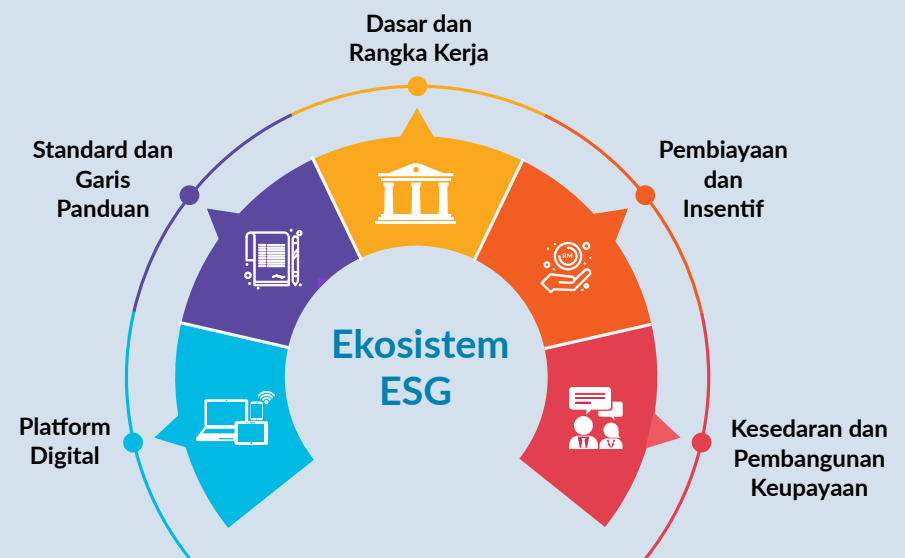 Dasar dan
Rangka Kerja
Standard dan
Garis
Panduan
Pembiayaan
dan
Insentif
RM
Ekosistem
ESG
Platform
Digital
Kesedaran dan
Pembangunan
Keupayaan